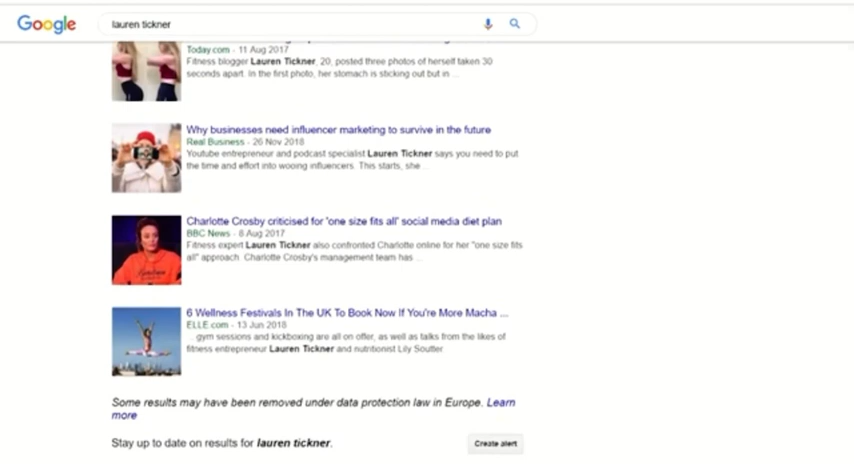 Google
lauren tickner
Today.com - 11 Aug 2017
Fitness blogger Lauren Tickner, 20, posted three photos of herself taken 30
seconds apart. In the first photo, her stomach is sticking out but in ...
Why businesses need influencer marketing to survive in the future
Real Business - 26 Nov 2018
Youtube entrepreneur and podcast specialist Lauren Tickner says you need to put
the time and effort into wooing influencers. This starts, she ...
Charlotte Crosby criticised for 'one size fits all' social media diet plan
BBC News - 8 Aug 2017
Fitness expert Lauren Tickner also confronted Charlotte online for her "one size fits
all" approach. Charlotte Crosby's management team has ...
6 Wellness Festivals In The UK To Book Now If You're More Macha ...
ELLE.com - 13 Jun 2018
... gym sessions and kickboxing are all on offer, as well as talks from the likes of
fitness entrepreneur Lauren Tickner and nutritionist Lily Soutter.
Some results may have been removed under data protection law in Europe. Learn
more
Stay up to date on results for lauren tickner.
Create alert